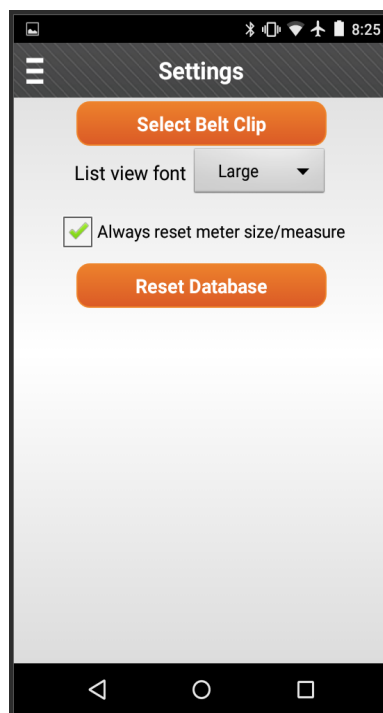 8:25
Settings
Select Belt Clip
List view font Large
Always reset meter size/measure
Reset Database